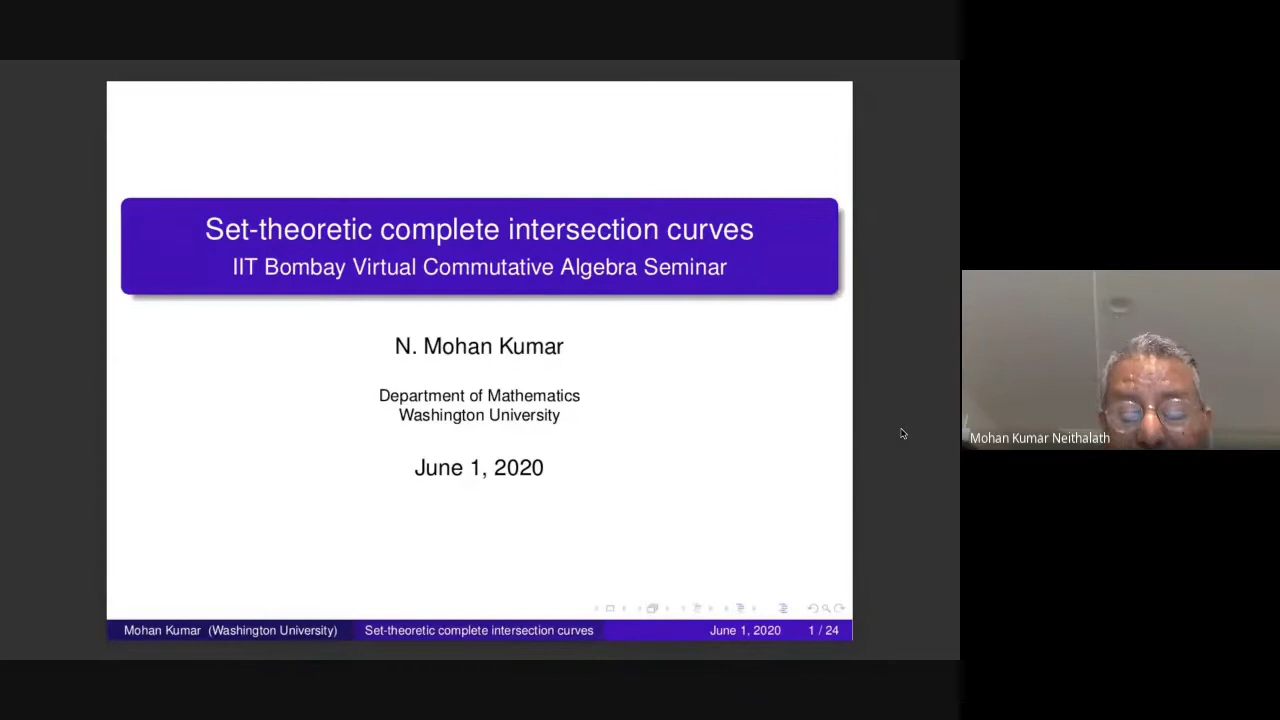 Set-theoretic complete intersection curves
IIT Bombay Virtual Commutative Algebra Seminar
N. Mohan Kumar
Department of Mathematics
Washington University
June 1, 2020
Mohan Kumar (Washington University)
Set-theoretic complete intersection curves
June 1, 2020
1 / 24
Mohan Kumar Neithalath